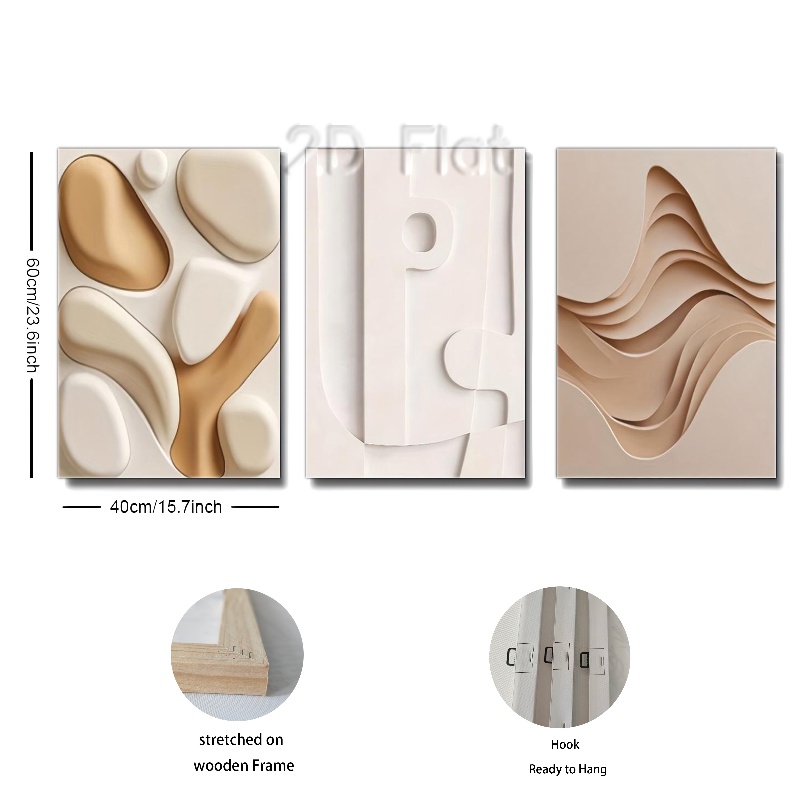 2D Flat
60cm/23.6inch
40cm/15.7inch
stretched on
wooden Frame
Hook
Ready to Hang